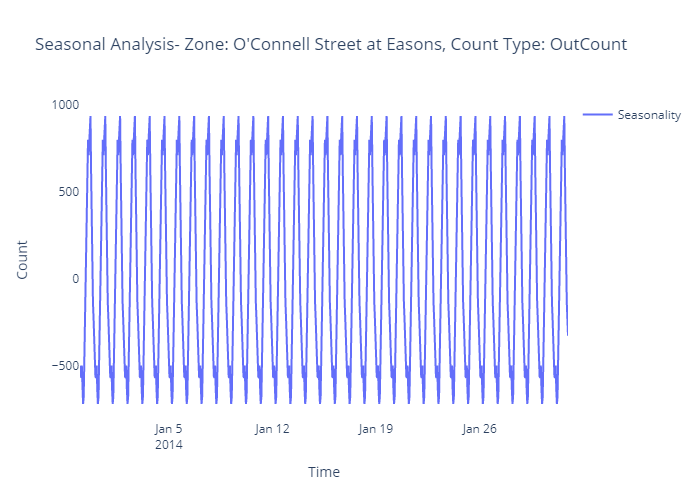 Seasonal Analysis- Zone: O'Connell Street at Easons, Count Type: OutCount
1000
500
0
−500
Count
Seasonality
Jan 5
2014
Jan 12
Jan 19
Jan 26
Time